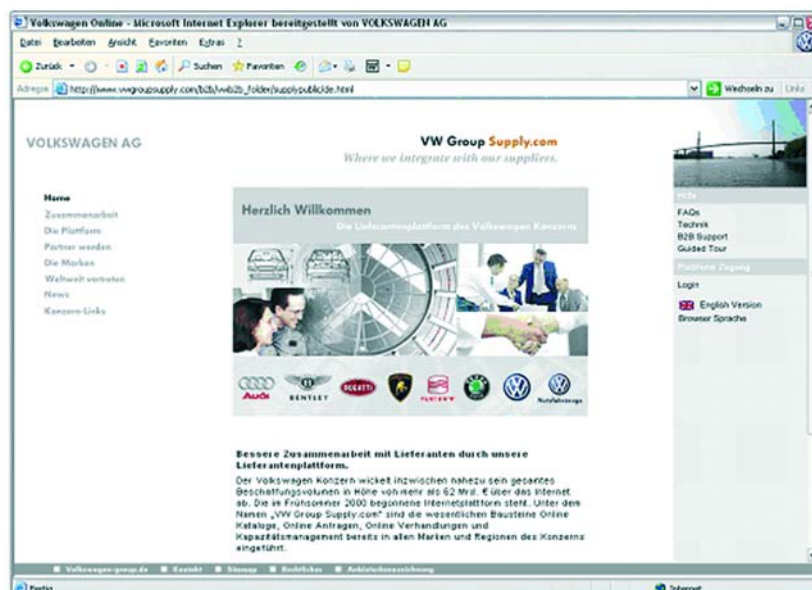 Volkswagen Online - Microsoft Internet Explorer bereitgestellt von VOLKSWAGEN AG
Datei Bearbeiten Ansicht Favoriten Extras ?
Zurück Suchen Favoriten
Adresse http://www.vwgroupsupply.com/b2b/vwb2b_folder/supplypublic/de.html Wechseln zu Links
VOLKSWAGEN AG
VW Group Supply.com
Where we integrate with our suppliers.
Home
Zusammenarbeit
Die Plattform
Partner werden
Die Marken
Weltweit vertreten
News
Konzern-Links
Herzlich Willkommen
Die Lieferantenplattform des Volkswagen Konzerns
Audi
BENTLEY
BUGATTI
Nutzfahrzeuge
Bessere Zusammenarbeit mit Lieferanten durch unsere
Lieferantenplattform.
Der Volkswagen Konzern wickelt inzwischen nahezu sein gesamtes
Beschaffungsvolumen in Höhe von mehr als 62 Mrd. € über das Internet
ab. Die im Frühsommer 2000 begonnene Internetplattform steht. Unter dem
Namen „VW Group Supply.com“ sind die wesentlichen Bausteine Online
Kataloge, Online Anfragen, Online Verhandlungen und
Kapazitätsmanagement bereits in allen Marken und Regionen des Konzerns
eingeführt.
Hilfe
FAQs
Technik
B2B Support
Guided Tour
Plattform Zugang
Login
English Version
Browser Sprache
Volkswagen-group.de Kontakt Sitemap Rechtliches Anbieterkennzeichnung
Fertig Internet